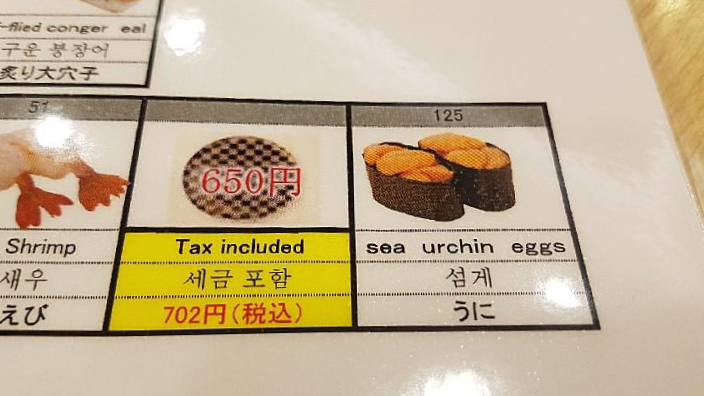 -flied conger eal
구운 붕장어
炙り大穴子
51
125
650円
Shrimp
Tax included
sea urchin eggs
새우
세금 포함
섬게
えび
702円(税込)
うに